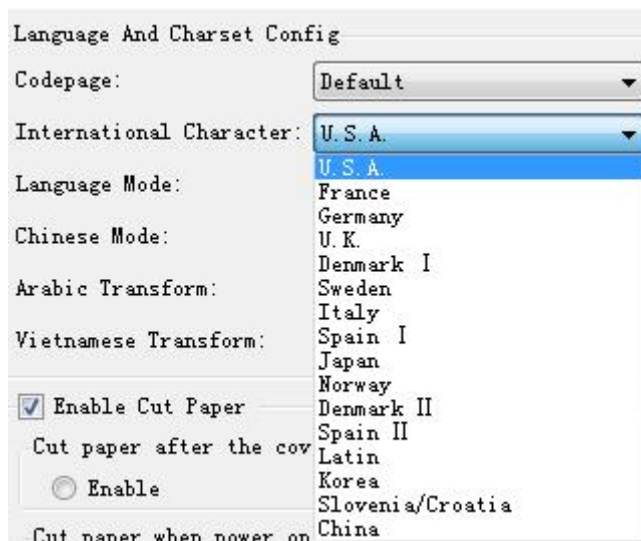 Language And Charset Config
Codepage: Default
International Character: U.S.A.
U.S.A.
Language Mode:
France
Germany
Chinese Mode:
U.K.
Denmark I
Arabic Transform:
Sweden
Italy
Vietnamese Transform:
Spain I
Japan
Norway
Enable Cut Paper
Denmark II
Spain II
Cut paper after the
Latin
Enable
Korea
Slovenia/Croatia
Cut paper when power on
China